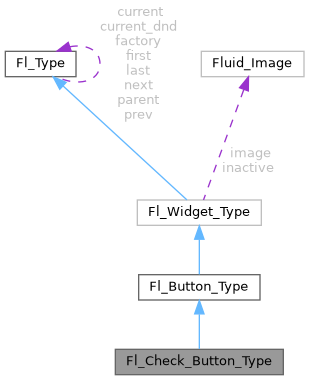 current
current_dnd
factory
first
last
next
parent
prev
Fl_Type
Fluid_Image
image
inactive
Fl_Widget_Type
Fl_Button_Type
Fl_Check_Button_Type